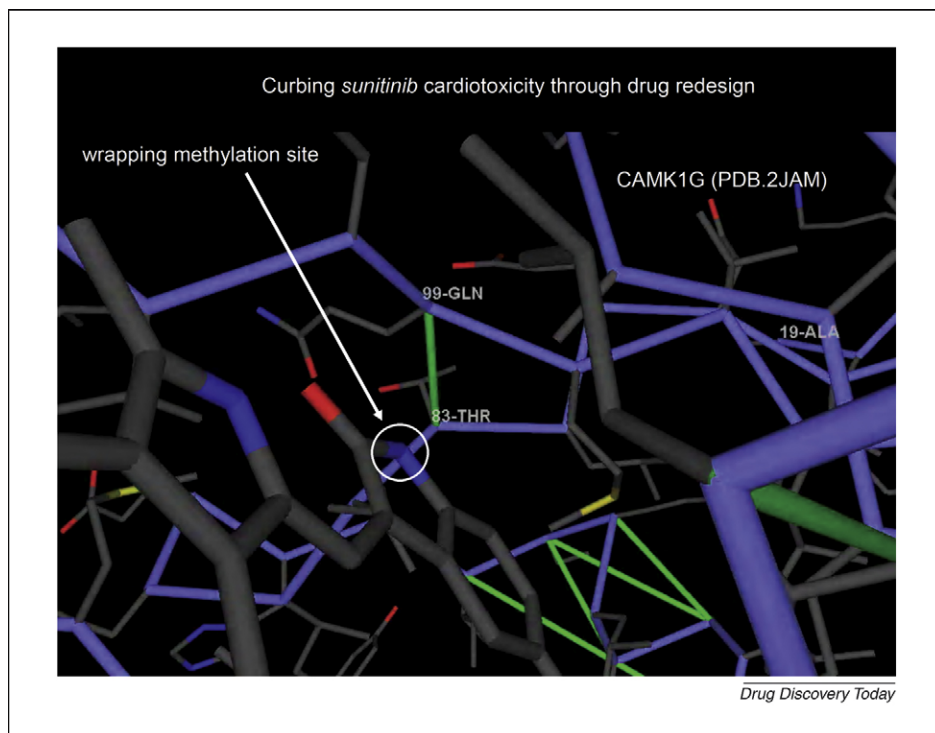 Curbing sunitinib cardiotoxicity through drug redesign
wrapping methylation site
CAMK1G (PDB.2JAM)
99-GLN
19-ALA
83-THR
Drug Discovery Today